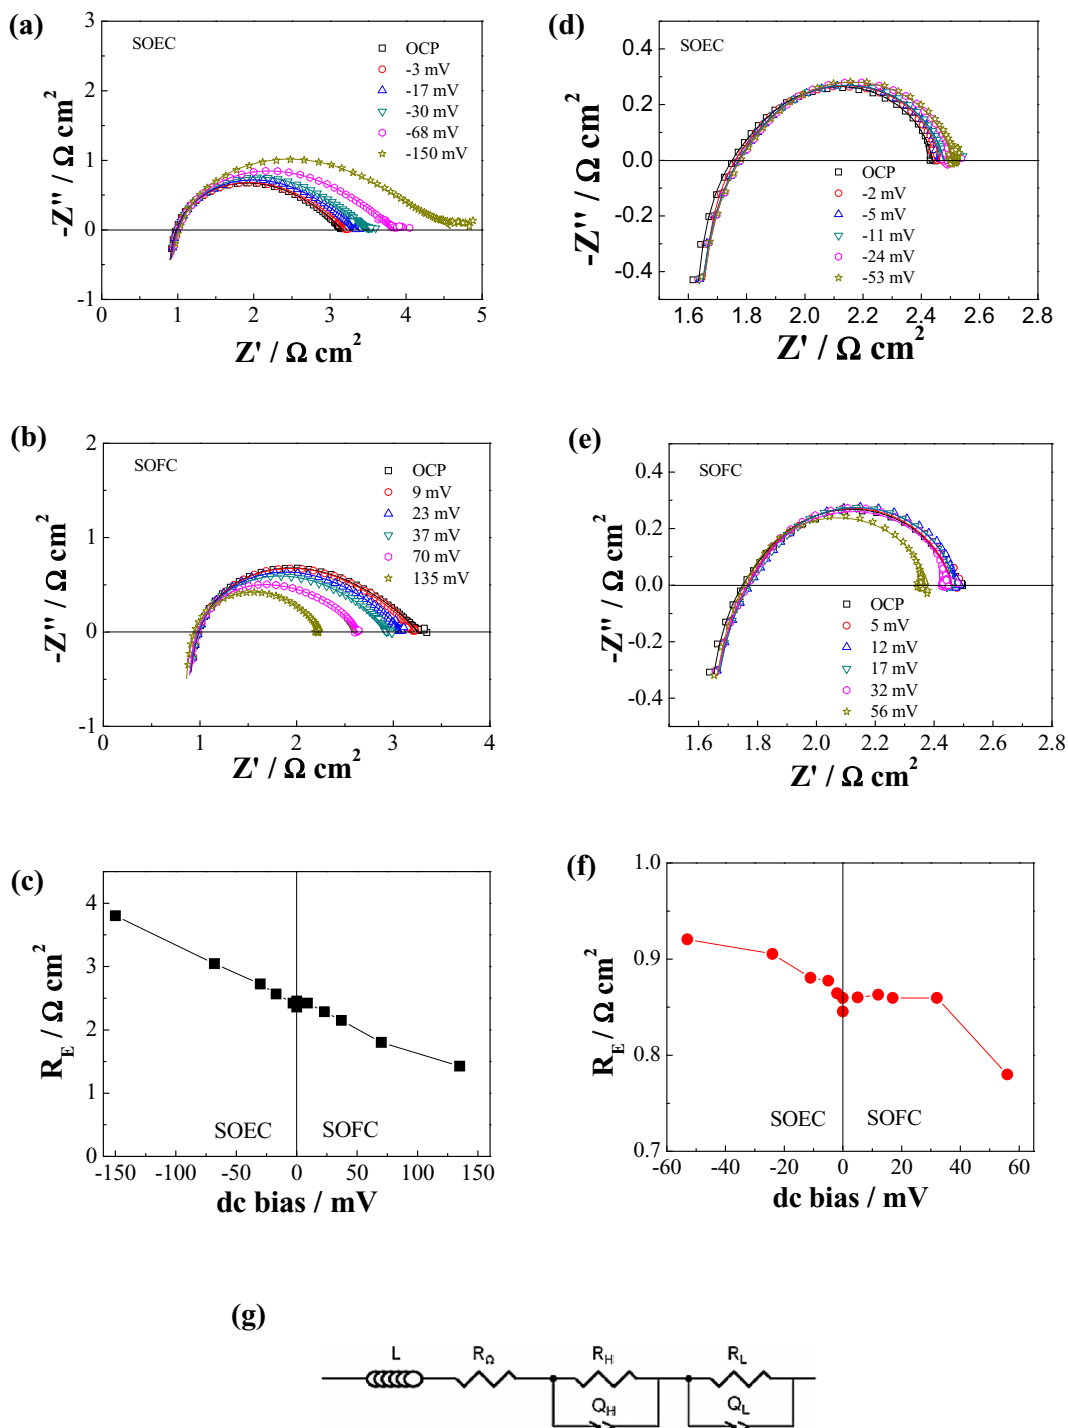 (a)
SOEC
OCP
-3 mV
-17 mV
-30 mV
-68 mV
-150 mV
3
2
1
0
-1
-Z'' / Ω cm²
0 1 2 3 4 5
Z' / Ω cm²
(d)
SOEC
OCP
-2 mV
-5 mV
-11 mV
-24 mV
-53 mV
0.4
0.2
0.0
-0.2
-0.4
-Z'' / Ω cm²
1.6 1.8 2.0 2.2 2.4 2.6 2.8
Z' / Ω cm²
(b)
SOFC
OCP
9 mV
23 mV
37 mV
70 mV
135 mV
2
1
0
-1
-Z'' / Ω cm²
0 1 2 3 4
Z' / Ω cm²
(e)
SOFC
OCP
5 mV
12 mV
17 mV
32 mV
56 mV
0.4
0.2
0.0
-0.2
-0.4
-Z'' / Ω cm²
1.6 1.8 2.0 2.2 2.4 2.6 2.8
Z' / Ω cm²
(c)
4
3
2
1
0
R_E / Ω cm²
SOEC SOFC
-150 -100 -50 0 50 100 150
dc bias / mV
(f)
1.0
0.9
0.8
0.7
R_E / Ω cm²
SOEC SOFC
-60 -40 -20 0 20 40 60
dc bias / mV
(g)
L R_Ω R_H R_L
Q_H Q_L